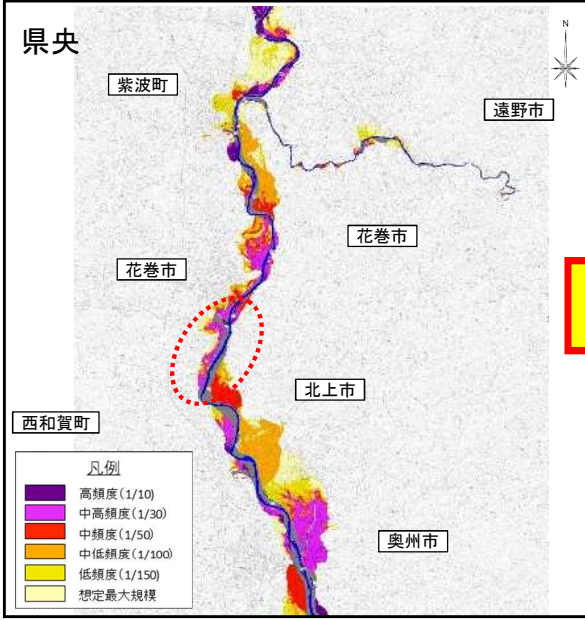 県央
N
紫波町
遠野市
花巻市
花巻市
北上市
西和賀町
奥州市
凡例
高頻度(1/10)
中高頻度(1/30)
中頻度(1/50)
中低頻度(1/100)
低頻度(1/150)
想定最大規模